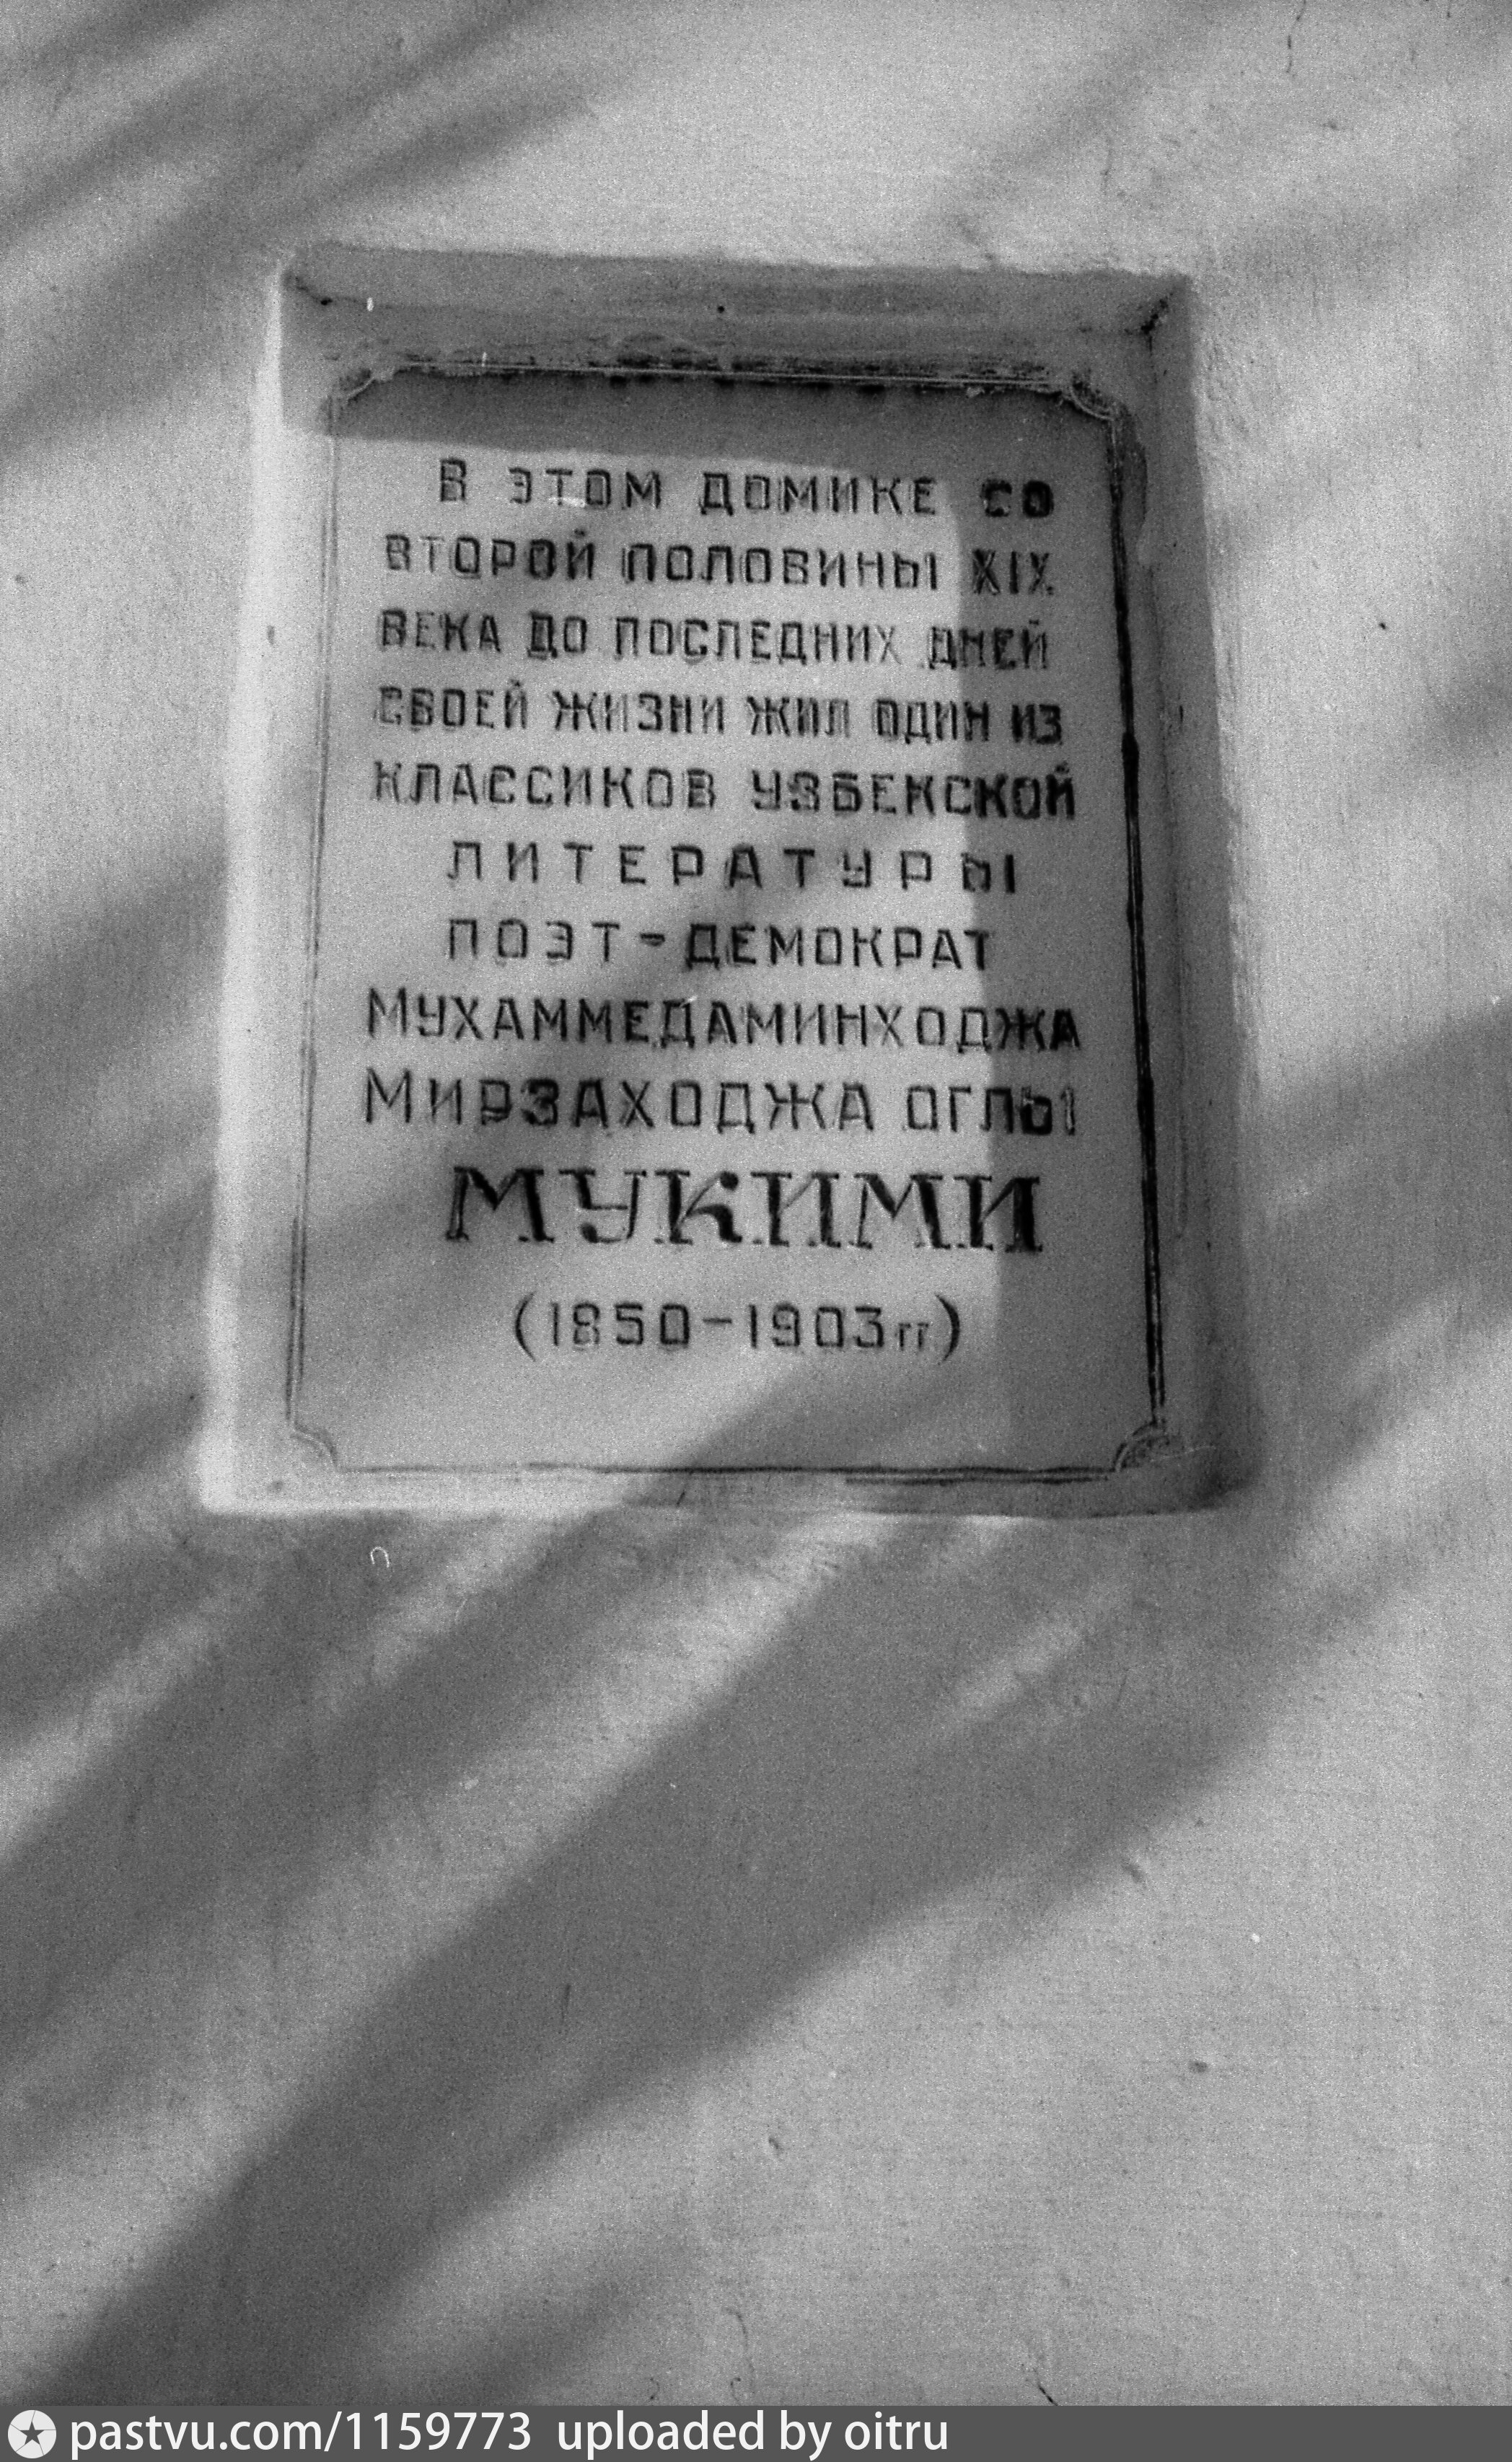 В ЭТОМ ДОМИКЕ СО
ВТОРОЙ ПОЛОВИНЫ XIX
ВЕКА ДО ПОСЛЕДНИХ ДНЕЙ
СВОЕЙ ЖИЗНИ ЖИЛ ОДИН ИЗ
КЛАССИКОВ УЗБЕКСКОЙ
ЛИТЕРАТУРЫ
ПОЭТ-ДЕМОКРАТ
МУХАММЕДАМИНХОДЖА
МИРЗАХОДЖА ОГЛЫ
МУКИМИ
(1850-1903гг)
pastvu.com/1159773 uploaded by oitru